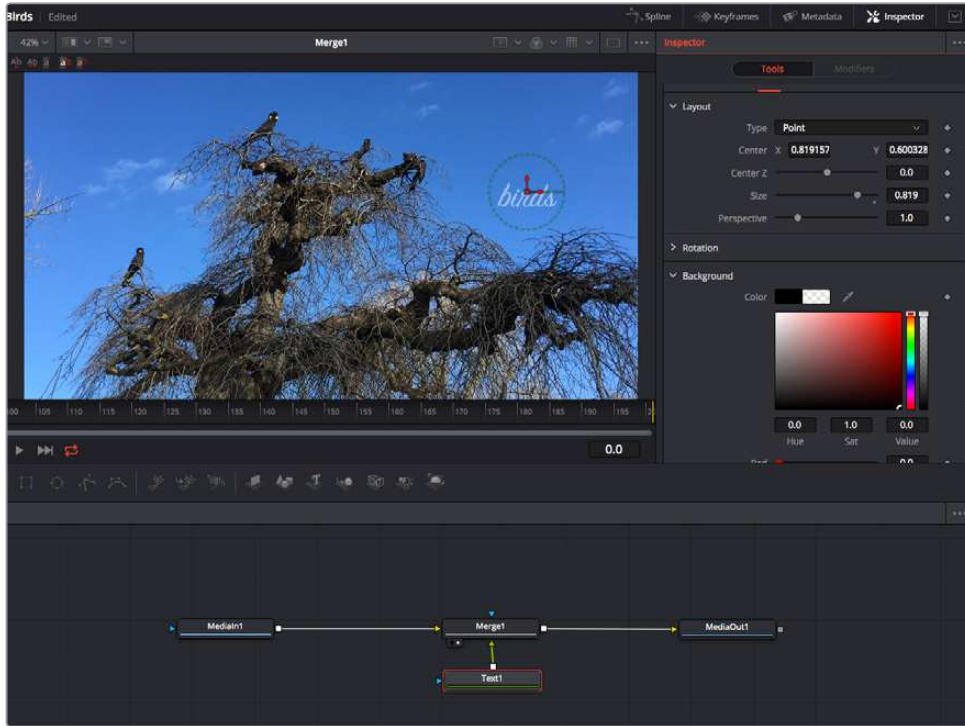 Birds Edited Spline Keyframes Metadata Inspector
42% Merge1 Inspector
Tools Modifiers
Layout
Type Point
Center X 0.819157 Y 0.600328
Center Z 0.0
Size 0.819
Perspective 1.0
Rotation
Background
Color
birds
105 110 115 120 125 130 135 140 145 150 155 160 165 170 175 180 185 190 195
0.0 1.0 0.0
Hue Sat Value
0.0
MediaIn1 Merge1 MediaOut1
Text1